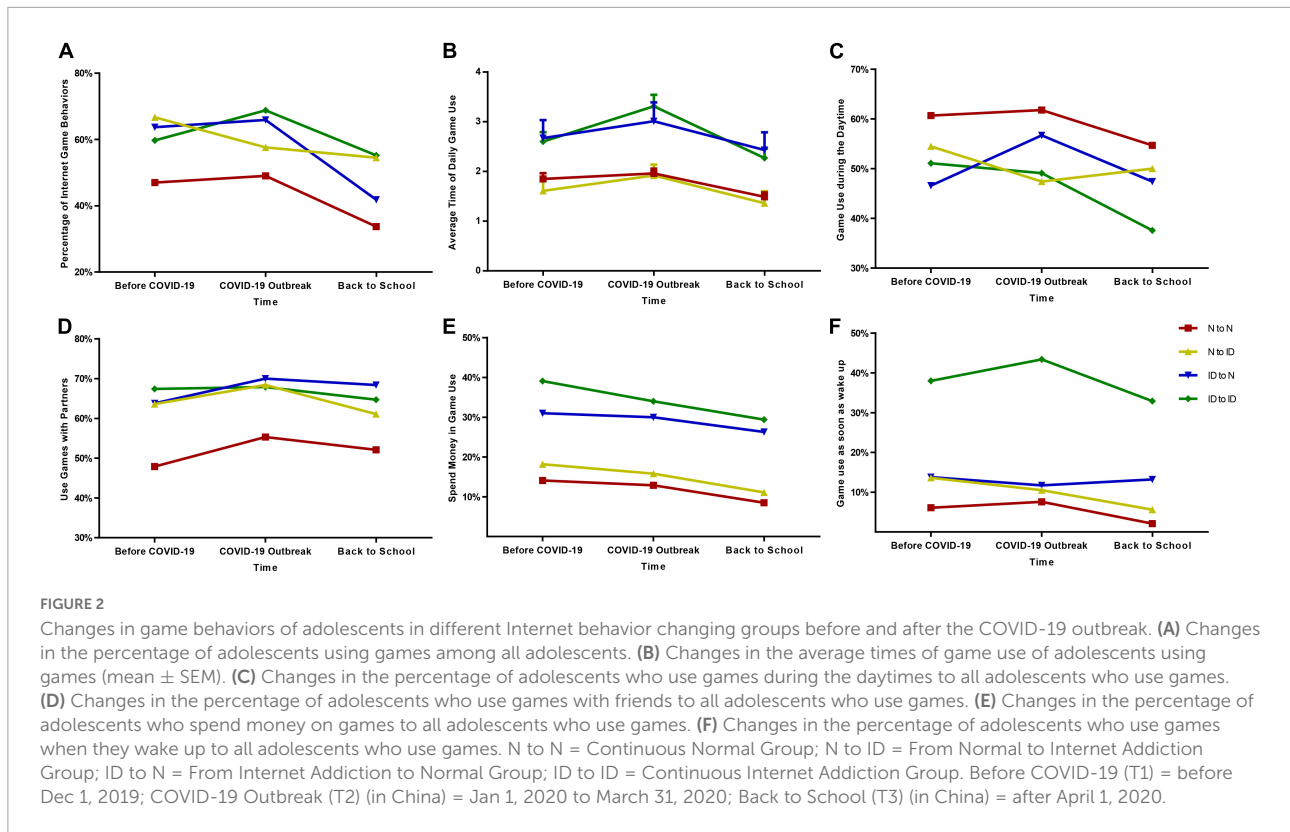 A
Percentage of Internet Game Behaviors
80%
60%
40%
20%
Before COVID-19 COVID-19 Outbreak Back to School
Time
B
Average Time of Daily Game Use
4
3
2
1
0
Before COVID-19 COVID-19 Outbreak Back to School
Time
C
Game Use during the Daytime
70%
60%
50%
40%
30%
Before COVID-19 COVID-19 Outbreak Back to School
Time
D
Use Games with Partners
80%
70%
60%
50%
40%
30%
Before COVID-19 COVID-19 Outbreak Back to School
Time
E
Spend Money in Game Use
50%
40%
30%
20%
10%
Before COVID-19 COVID-19 Outbreak Back to School
Time
F
Game use as soon as wake up
50%
40%
30%
20%
10%
Before COVID-19 COVID-19 Outbreak Back to School
Time
N to N
N to ID
ID to N
ID to ID
FIGURE 2
Changes in game behaviors of adolescents in different Internet behavior changing groups before and after the COVID-19 outbreak. (A) Changes
in the percentage of adolescents using games among all adolescents. (B) Changes in the average times of game use of adolescents using
games (mean ± SEM). (C) Changes in the percentage of adolescents who use games during the daytimes to all adolescents who use games.
(D) Changes in the percentage of adolescents who use games with friends to all adolescents who use games. (E) Changes in the percentage of
adolescents who spend money on games to all adolescents who use games. (F) Changes in the percentage of adolescents who use games
when they wake up to all adolescents who use games. N to N = Continuous Normal Group; N to ID = From Normal to Internet Addiction
Group; ID to N = From Internet Addiction to Normal Group; ID to ID = Continuous Internet Addiction Group. Before COVID-19 (T1) = before
Dec 1, 2019; COVID-19 Outbreak (T2) (in China) = Jan 1, 2020 to March 31, 2020; Back to School (T3) (in China) = after April 1, 2020.